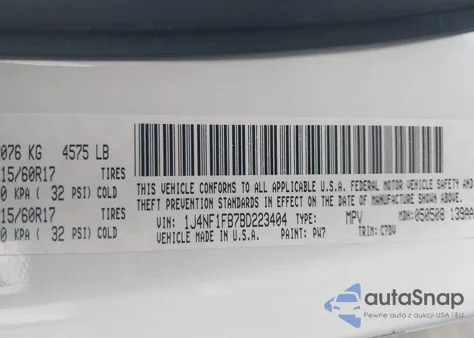 076 KG 4575 LB
15/60R17 TIRES
0 KPA ( 32 PSI) COLD
15/60R17 TIRES
0 KPA ( 32 PSI) COLD
THIS VEHICLE CONFORMS TO ALL APPLICABLE U.S.A. FEDERAL MOTOR VEHICLE SAFETY AND
THEFT PREVENTION STANDARDS IN EFFECT ON THE DATE OF MANUFACTURE SHOWN ABOVE.
VIN: 1J4NF1FB7BD223404 TYPE: MPV MDH: 050508 139AA
VEHICLE MADE IN U.S.A. PAINT: PW7 TRIM: C7DV
autoSnap
Pewne auta z aukcji USA i EU